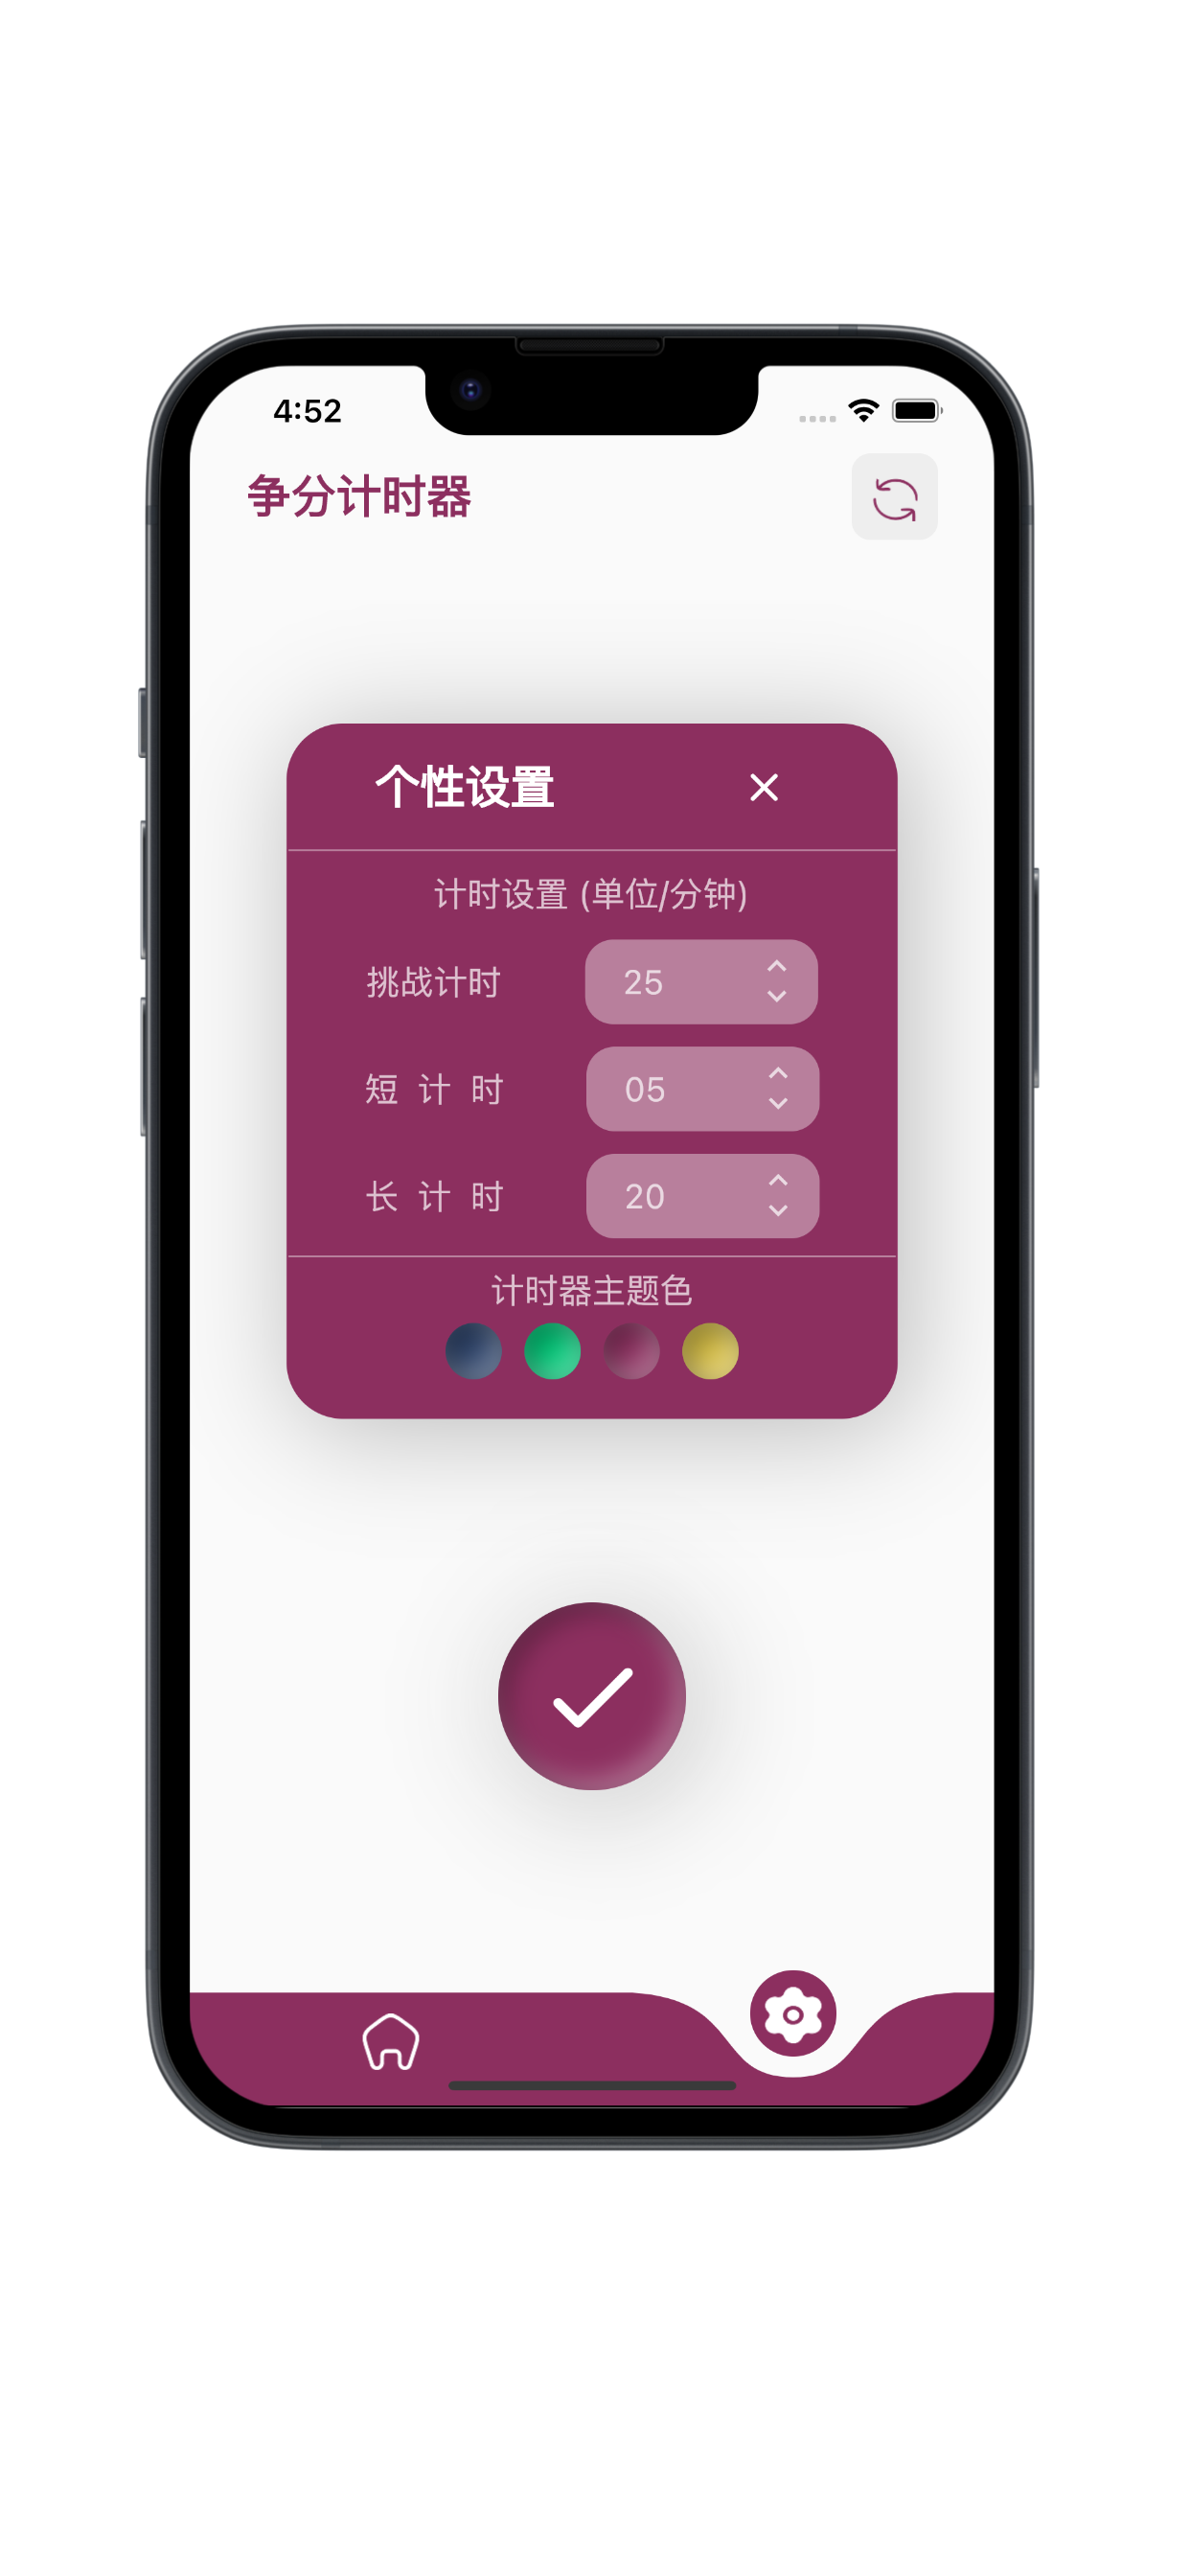 4:52
争分计时器
个性设置
计时设置 (单位/分钟)
挑战计时 25
短 计 时 05
长 计 时 20
计时器主题色